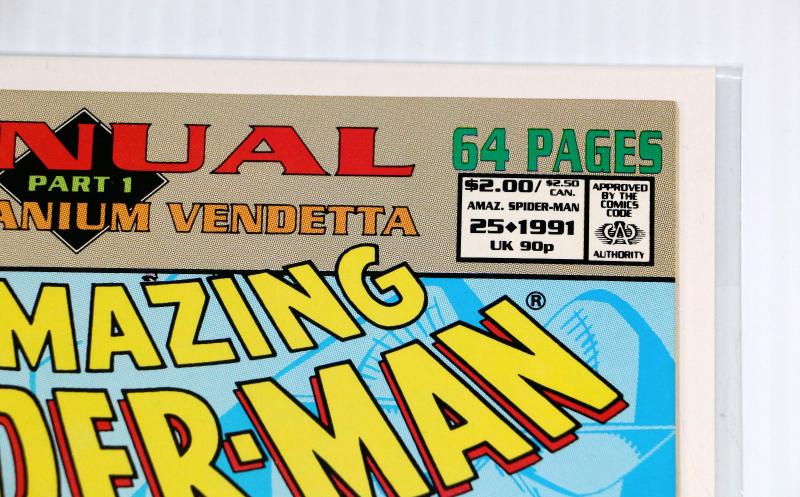 NUAL
PART 1
ANIUM VENDETTA
64 PAGES
$2.00/ $2.50 CAN.
AMAZ. SPIDER-MAN
25♦1991
UK 90p
APPROVED
BY THE
COMICS
CODE
CA
AUTHORITY
MAZING
DER-MAN®